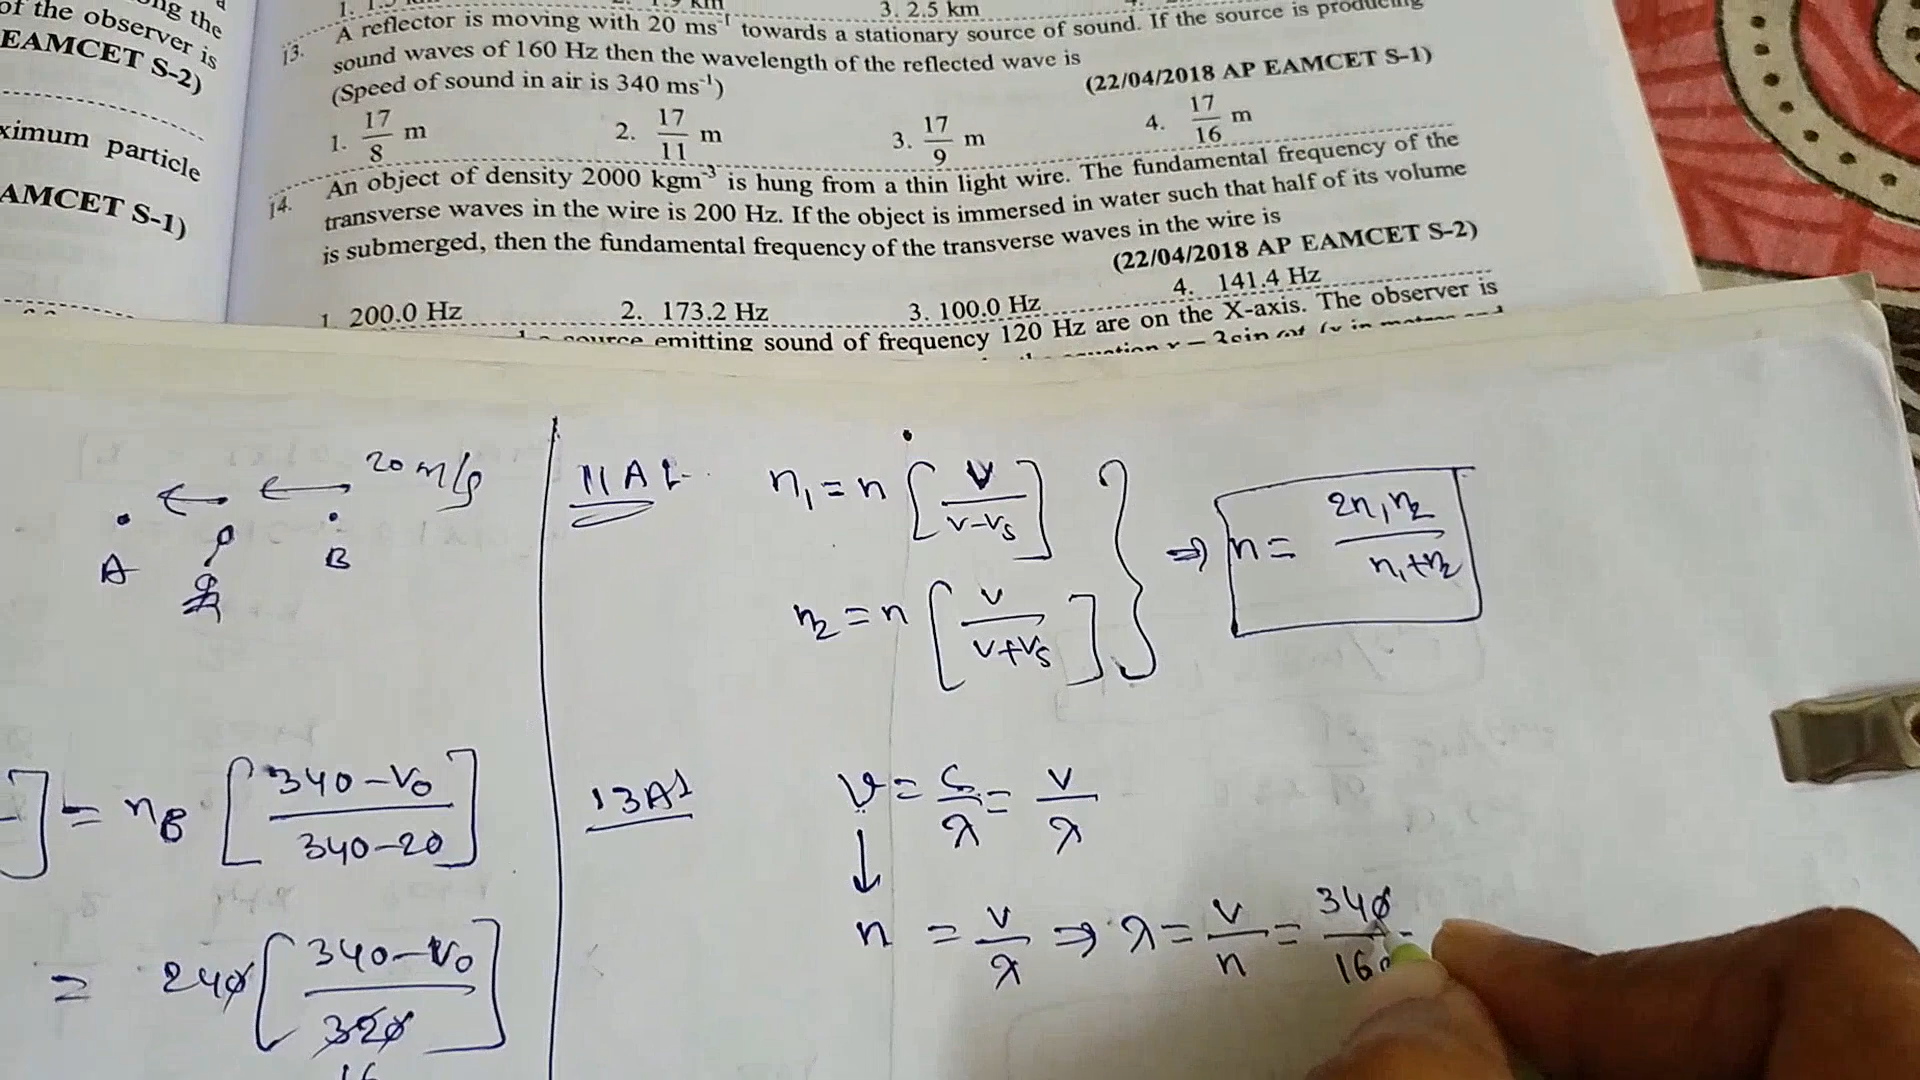 of the observer is
EAMCET S-2)
ximum particle
AMCET S-1)
3. 2.5 km
13. A reflector is moving with 20 ms⁻¹ towards a stationary source of sound. If the source is producing
sound waves of 160 Hz then the wavelength of the reflected wave is
(Speed of sound in air is 340 ms⁻¹)
(22/04/2018 AP EAMCET S-1)
1. 17/8 m 2. 17/11 m 3. 17/9 m 4. 17/16 m
14. An object of density 2000 kgm⁻³ is hung from a thin light wire. The fundamental frequency of the
transverse waves in the wire is 200 Hz. If the object is immersed in water such that half of its volume
is submerged, then the fundamental frequency of the transverse waves in the wire is
(22/04/2018 AP EAMCET S-2)
1. 200.0 Hz 2. 173.2 Hz 3. 100.0 Hz 4. 141.4 Hz
source emitting sound of frequency 120 Hz are on the X-axis. The observer is
20 m/s
A B
= n_B [ 340-v₀ / 340-20 ]
= 240 [ 340-v₀ / 320 ]
16
n₁ = n [ v / v-v_s ]
n₂ = n [ v / v+v_s ]
⇒ n = 2n₁n₂ / n₁+n₂
13A)
ν = c/λ = v/λ
↓
n = v/λ ⇒ λ = v/n = 340/160